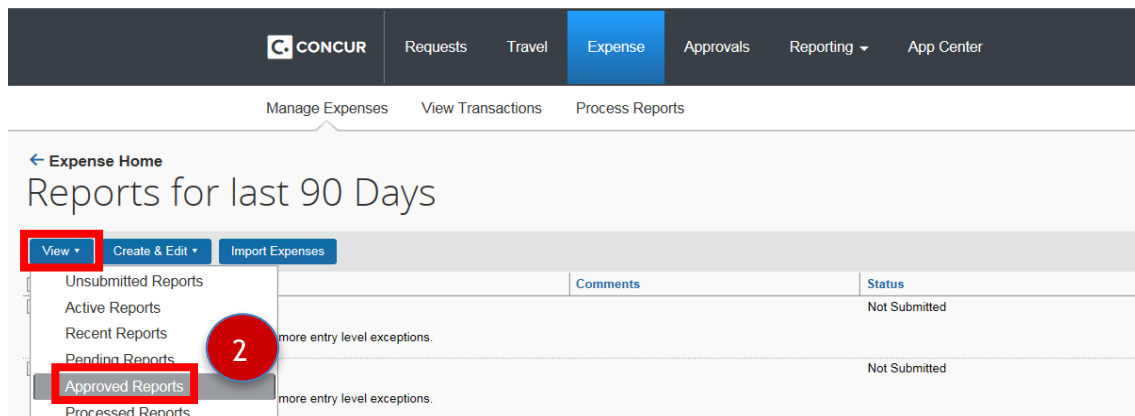 C. CONCUR Requests Travel Expense Approvals Reporting App Center
Manage Expenses View Transactions Process Reports
Expense Home
Reports for last 90 Days
View Create & Edit Import Expenses
Unsubmitted Reports
Comments Status
Active Reports
Not Submitted
Recent Reports
more entry level exceptions.
2
Pending Reports
Not Submitted
Approved Reports
more entry level exceptions.
Processed Reports